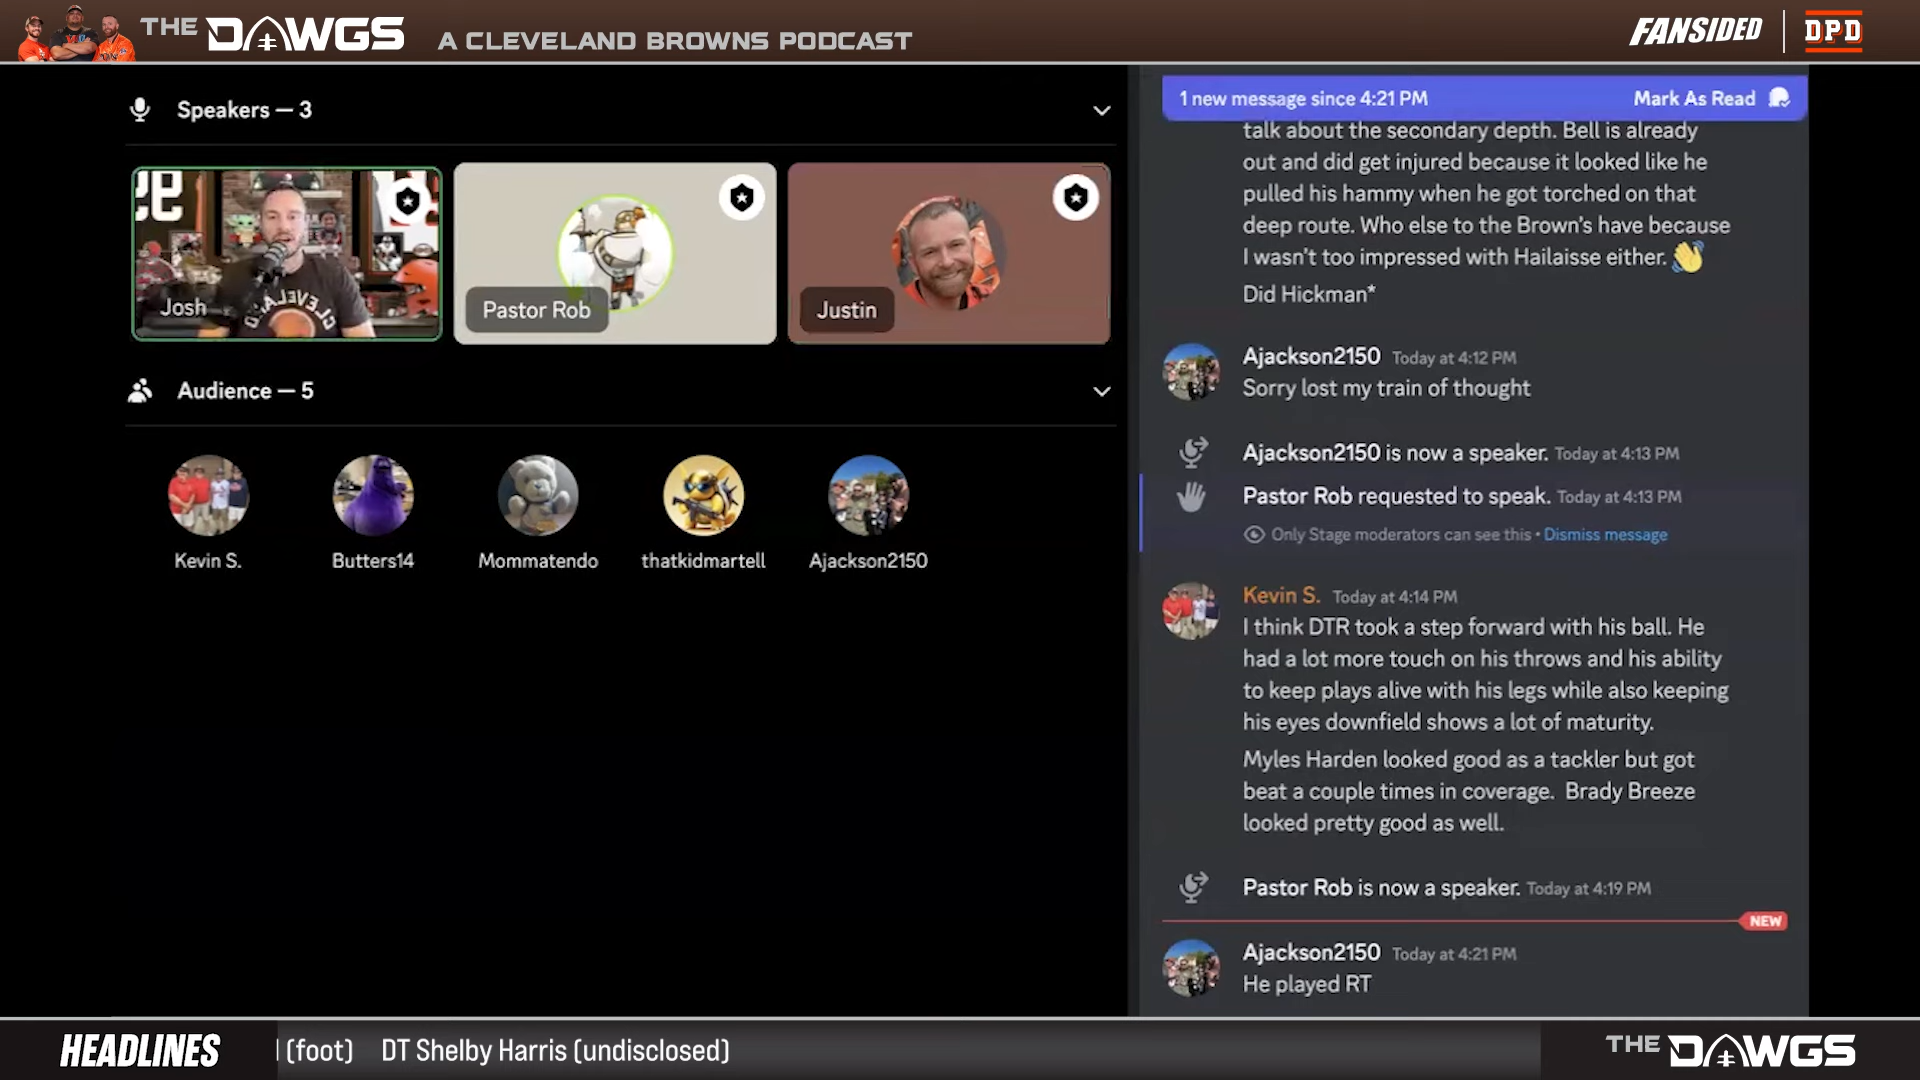 THE DAWGS A CLEVELAND BROWNS PODCAST
FANSIDED DPD
Speakers — 3
Josh
Pastor Rob
Justin
Audience — 5
Kevin S.
Butters14
Mommatendo
thatkidmartell
Ajackson2150
1 new message since 4:21 PM Mark As Read
talk about the secondary depth. Bell is already
out and did get injured because it looked like he
pulled his hammy when he got torched on that
deep route. Who else to the Brown's have because
I wasn't too impressed with Hailaisse either. 👋
Did Hickman*
Ajackson2150 Today at 4:12 PM
Sorry lost my train of thought
Ajackson2150 is now a speaker. Today at 4:13 PM
Pastor Rob requested to speak. Today at 4:13 PM
Only Stage moderators can see this • Dismiss message
Kevin S. Today at 4:14 PM
I think DTR took a step forward with his ball. He
had a lot more touch on his throws and his ability
to keep plays alive with his legs while also keeping
his eyes downfield shows a lot of maturity.
Myles Harden looked good as a tackler but got
beat a couple times in coverage. Brady Breeze
looked pretty good as well.
Pastor Rob is now a speaker. Today at 4:19 PM
NEW
Ajackson2150 Today at 4:21 PM
He played RT
HEADLINES (foot) DT Shelby Harris (undisclosed) THE DAWGS